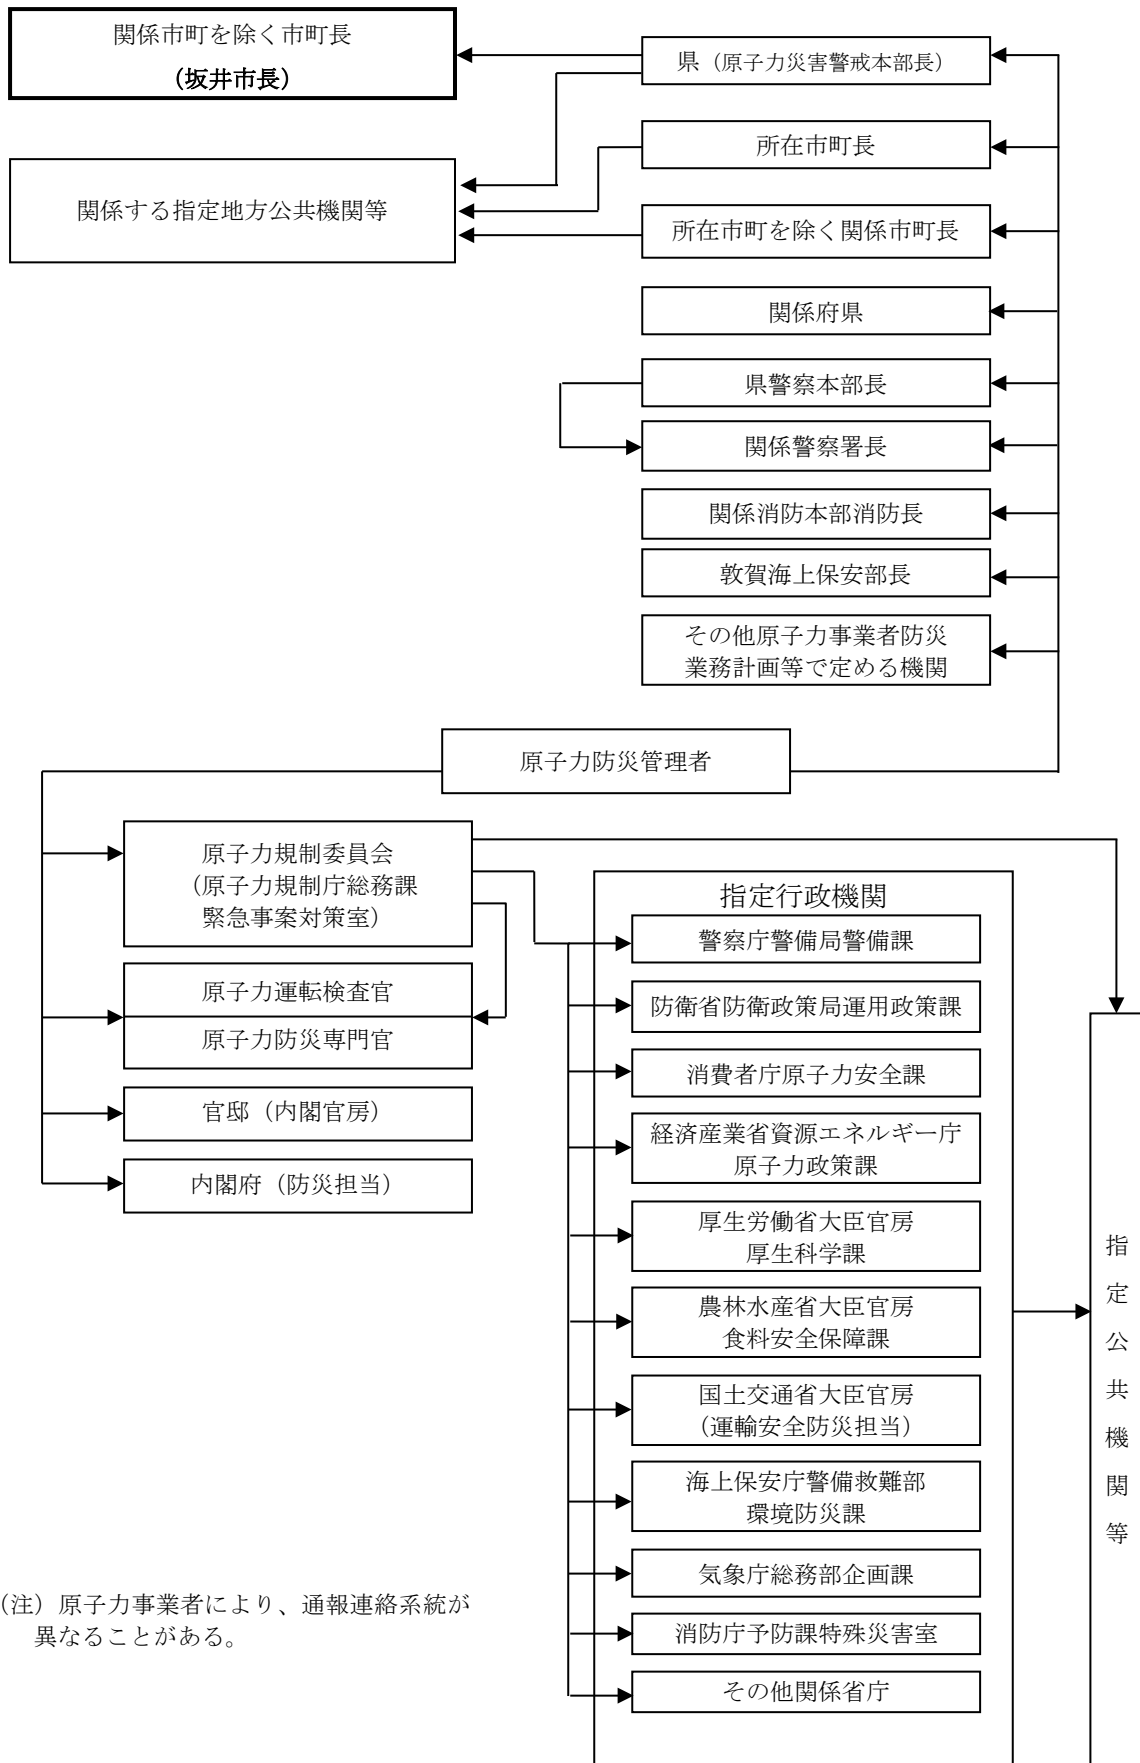 関係市町を除く市町長
(坂井市長)
県（原子力災害警戒本部長）
所在市町長
関係する指定地方公共機関等
所在市町を除く関係市町長
関係府県
県警察本部長
関係警察署長
関係消防本部消防長
敦賀海上保安部長
その他原子力事業者防災
業務計画等で定める機関
原子力防災管理者
原子力規制委員会
（原子力規制庁総務課
緊急事案対策室）
原子力運転検査官
原子力防災専門官
官邸（内閣官房）
内閣府（防災担当）
指定行政機関
警察庁警備局警備課
防衛省防衛政策局運用政策課
消費者庁原子力安全課
経済産業省資源エネルギー庁
原子力政策課
厚生労働省大臣官房
厚生科学課
農林水産省大臣官房
食料安全保障課
国土交通省大臣官房
（運輸安全防災担当）
海上保安庁警備救難部
環境防災課
気象庁総務部企画課
消防庁予防課特殊災害室
その他関係省庁
指定公共機関等
（注）原子力事業者により、通報連絡系統が
異なることがある。